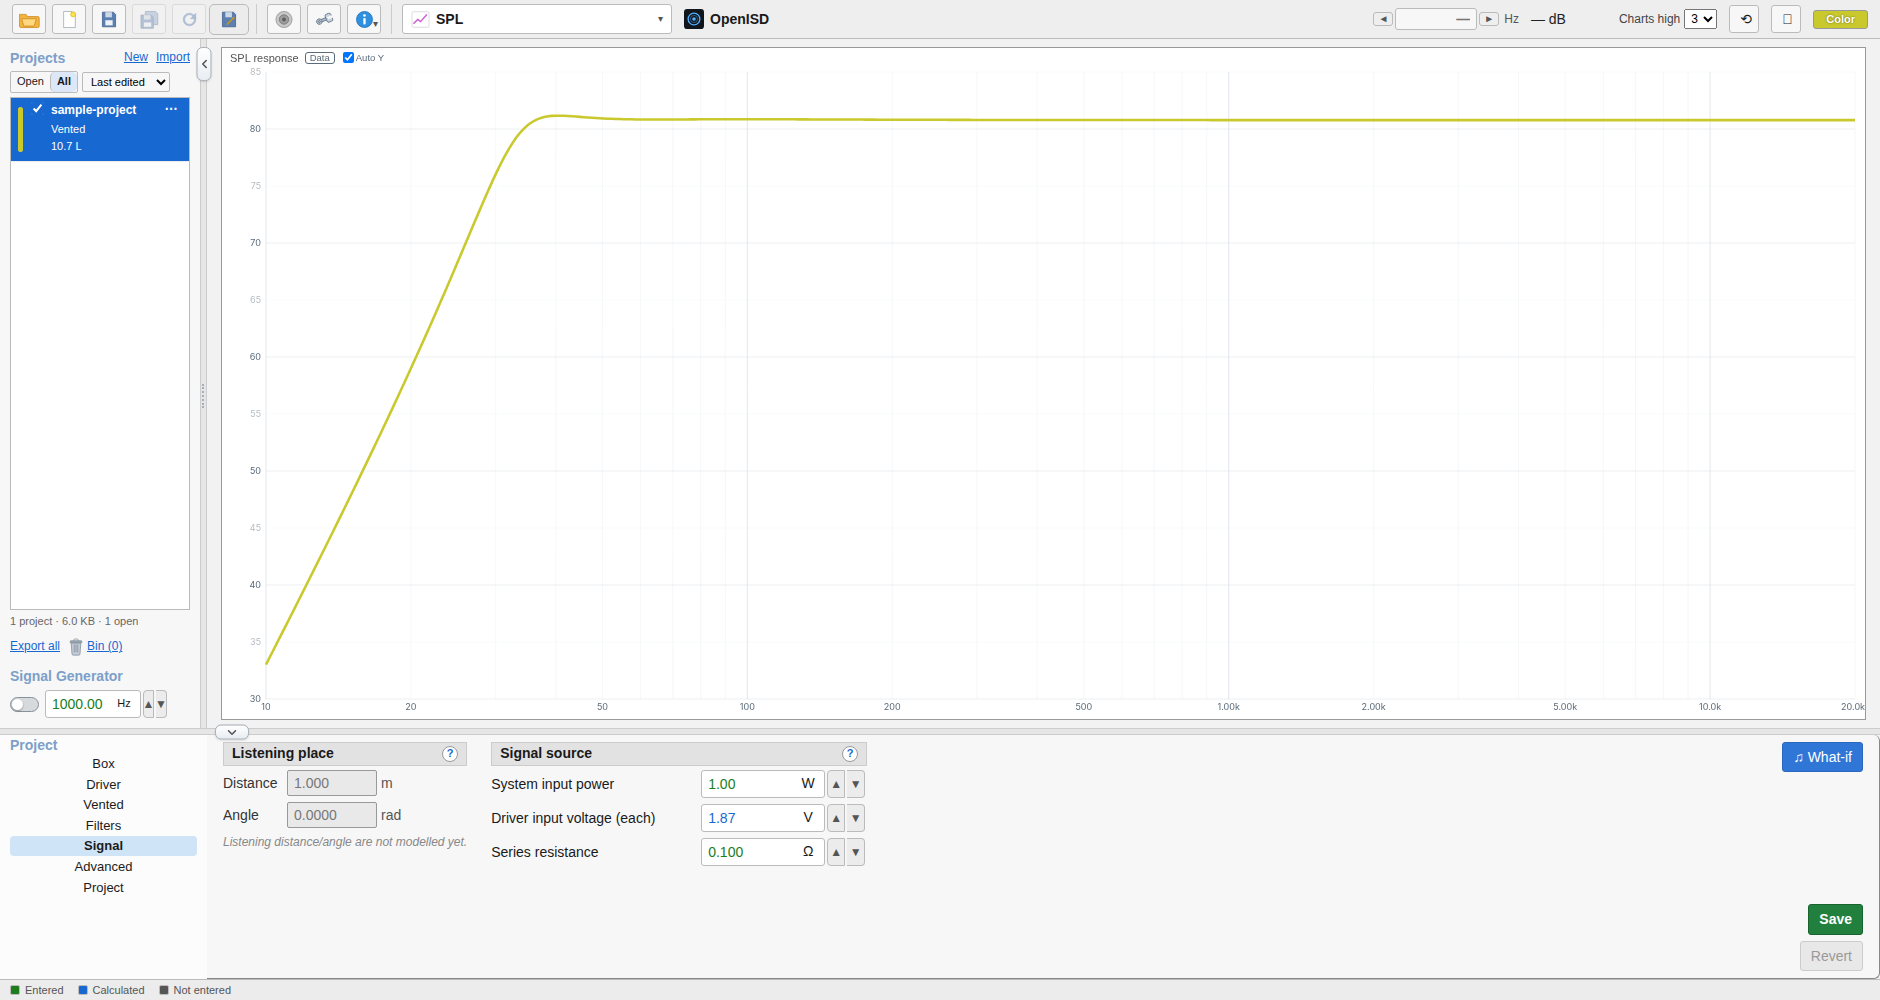 SPL
OpenISD
—
Hz
— dB
Charts high
3
Color
Projects
New
Import
Open
All
Last edited
sample-project
Vented
10.7 L
1 project · 6.0 KB · 1 open
Export all
Bin (0)
Signal Generator
1000.00 Hz
SPL response
Data
Auto Y
85
80
75
70
65
60
55
50
45
40
35
30
10
20
50
100
200
500
1.00k
2.00k
5.00k
10.0k
20.0k
Project
Box
Driver
Vented
Filters
Signal
Advanced
Project
Listening place ?
Distance 1.000 m
Angle 0.0000 rad
Listening distance/angle are not modelled yet.
Signal source ?
System input power 1.00 W
Driver input voltage (each) 1.87 V
Series resistance 0.100 Ω
♫ What-if
Save
Revert
Entered
Calculated
Not entered